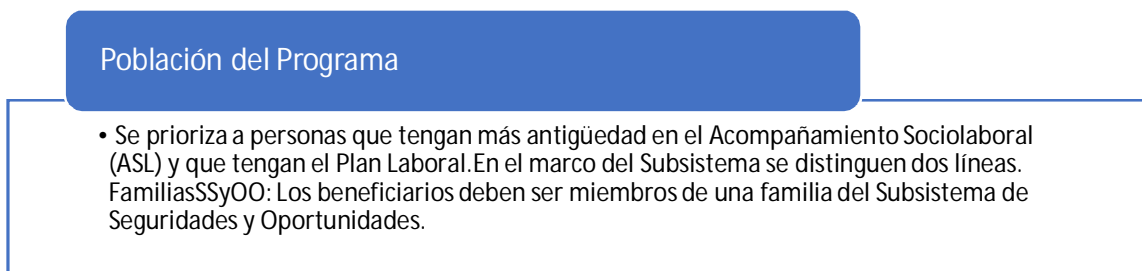 Población del Programa
• Se prioriza a personas que tengan más antigüedad en el Acompañamiento Sociolaboral
(ASL) y que tengan el Plan Laboral.En el marco del Subsistema se distinguen dos líneas.
FamiliasSSyOO: Los beneficiarios deben ser miembros de una familia del Subsistema de
Seguridades y Oportunidades.